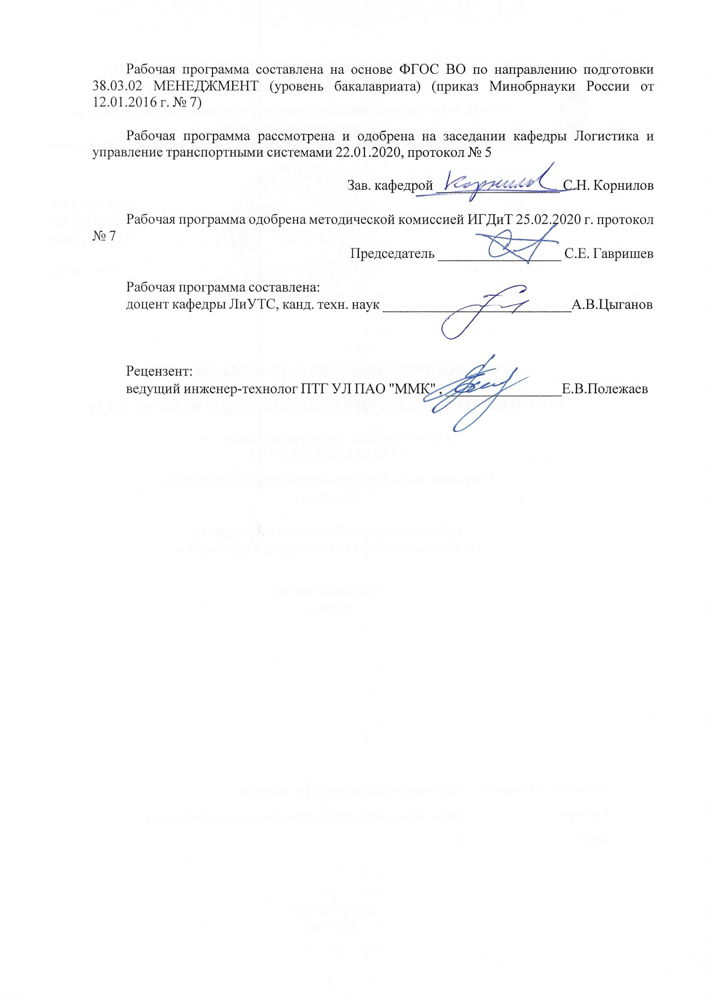 Рабочая программа составлена на основе ФГОС ВО по направлению подготовки
38.03.02 МЕНЕДЖМЕНТ (уровень бакалавриата) (приказ Минобрнауки России от
12.01.2016 г. № 7)
Рабочая программа рассмотрена и одобрена на заседании кафедры Логистика и
управление транспортными системами 22.01.2020, протокол № 5
Зав. кафедрой Корнилов С.Н. Корнилов
Рабочая программа одобрена методической комиссией ИГДиТ 25.02.2020 г. протокол
№ 7
Председатель С.Е. Гавришев
Рабочая программа составлена:
доцент кафедры ЛиУТС, канд. техн. наук А.В.Цыганов
Рецензент:
ведущий инженер-технолог ПТГ УЛ ПАО "ММК" , Е.В.Полежаев